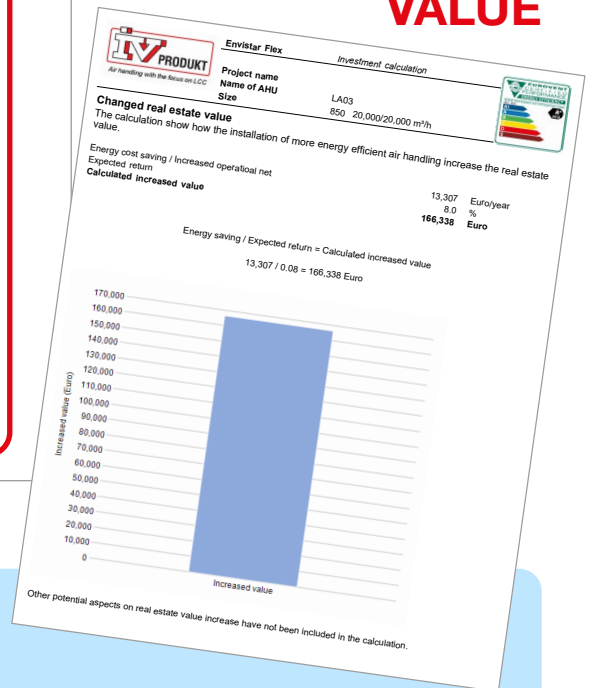 VALUE
IV PRODUKT
Air handling with the focus on LCC
Envistar Flex
Investment calculation
Project name
Name of AHU
LA03
Size
850 20,000/20,000 m³/h
EUROVENT
Changed real estate value
The calculation show how the installation of more energy efficient air handling increase the real estate
value.
Energy cost saving / Increased operatioal net
13,307 Euro/year
Expected return
8.0 %
Calculated increased value
166,338 Euro
Energy saving / Expected return = Calculated increased value
13,307 / 0.08 = 166,338 Euro
Increased value (Euro)
170,000
160,000
150,000
140,000
130,000
120,000
110,000
100,000
90,000
80,000
70,000
60,000
50,000
40,000
30,000
20,000
10,000
0
Increased value
Other potential aspects on real estate value increase have not been included in the calculation.